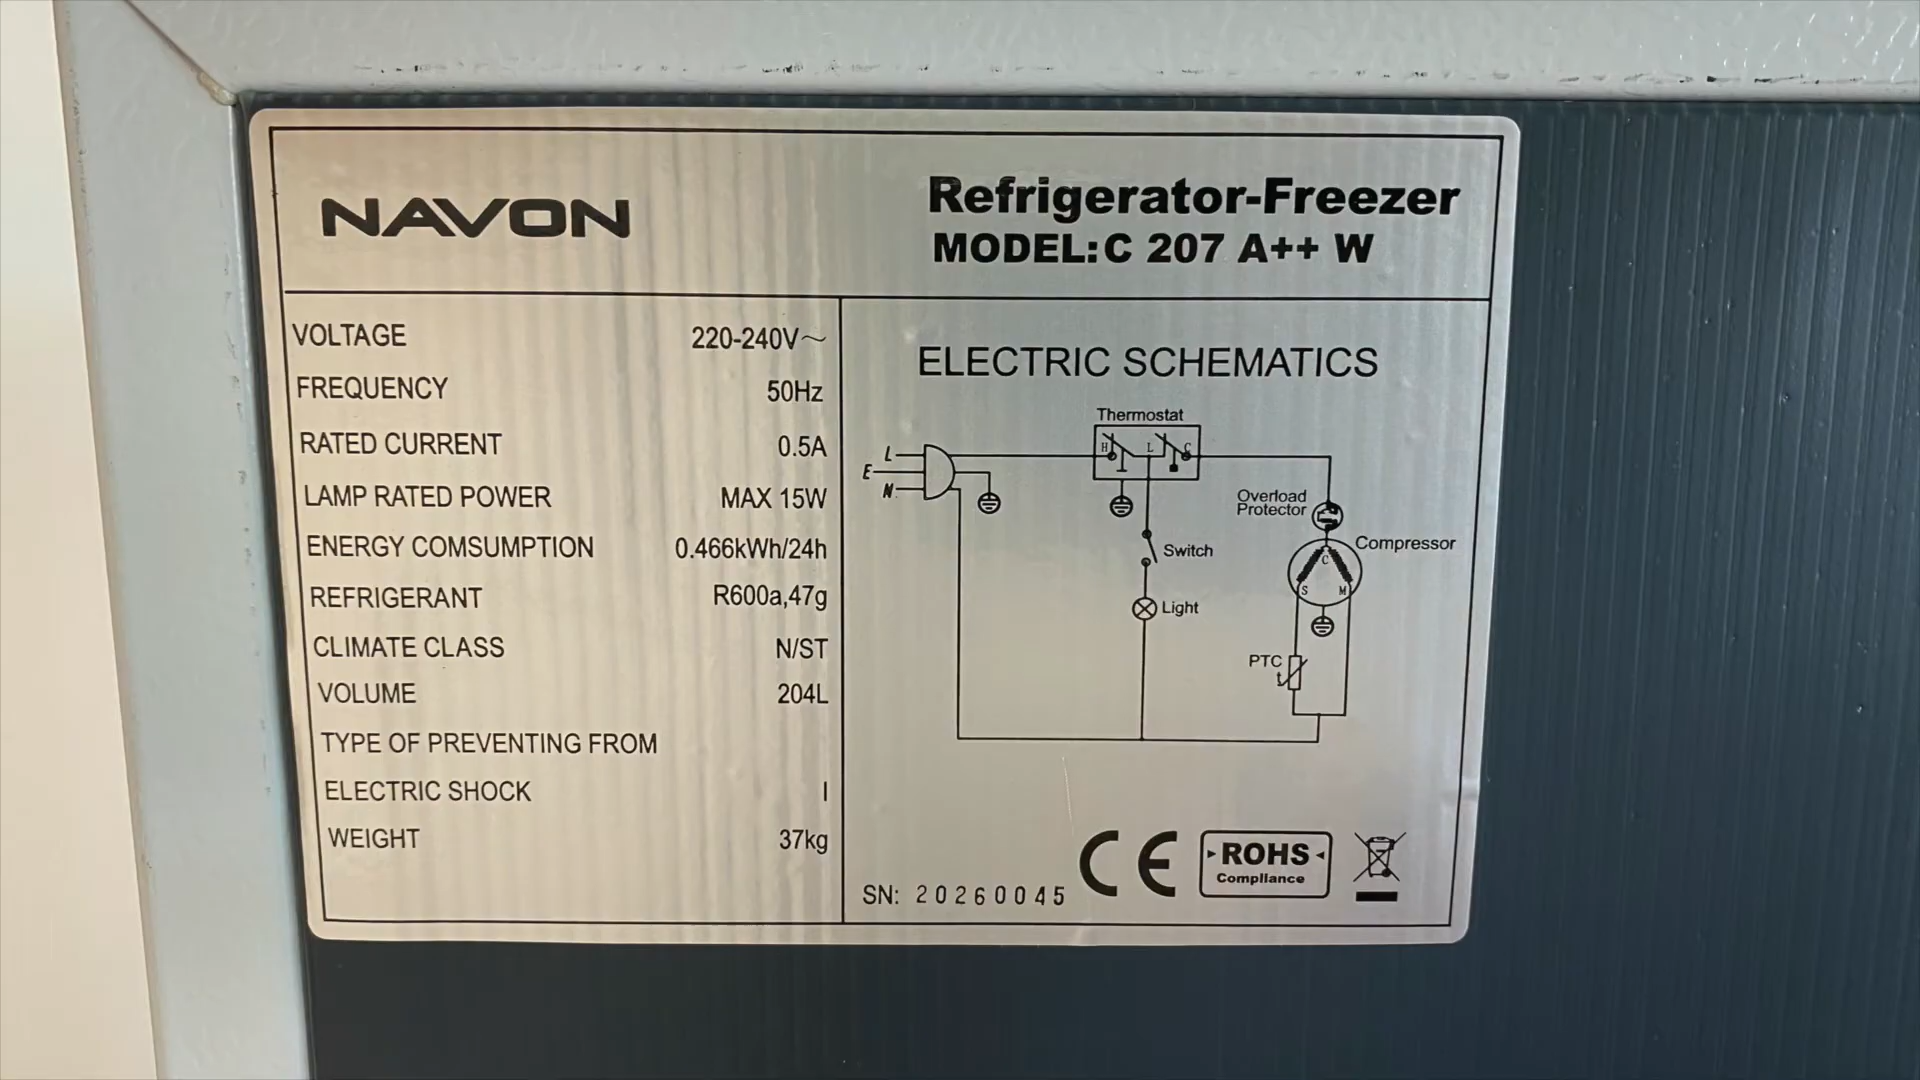 NAVON
Refrigerator-Freezer
MODEL:C 207 A++ W
VOLTAGE 220-240V~
FREQUENCY 50Hz
RATED CURRENT 0.5A
LAMP RATED POWER MAX 15W
ENERGY COMSUMPTION 0.466kWh/24h
REFRIGERANT R600a,47g
CLIMATE CLASS N/ST
VOLUME 204L
TYPE OF PREVENTING FROM
ELECTRIC SHOCK I
WEIGHT 37kg
ELECTRIC SCHEMATICS
Thermostat
H L C
L
E
N
Overload
Protector
Switch
Compressor
C
S M
Light
PTC
t
SN: 20260045
CE
ROHS
Compliance